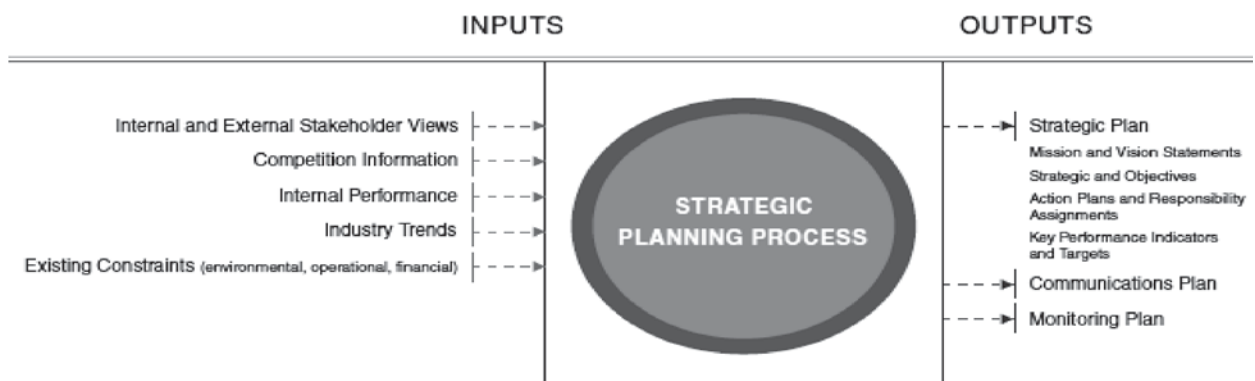 INPUTS
OUTPUTS
Internal and External Stakeholder Views
Competition Information
Internal Performance
Industry Trends
Existing Constraints (environmental, operational, financial)
STRATEGIC
PLANNING PROCESS
Strategic Plan
Mission and Vision Statements
Strategic and Objectives
Action Plans and Responsibility
Assignments
Key Performance Indicators
and Targets
Communications Plan
Monitoring Plan